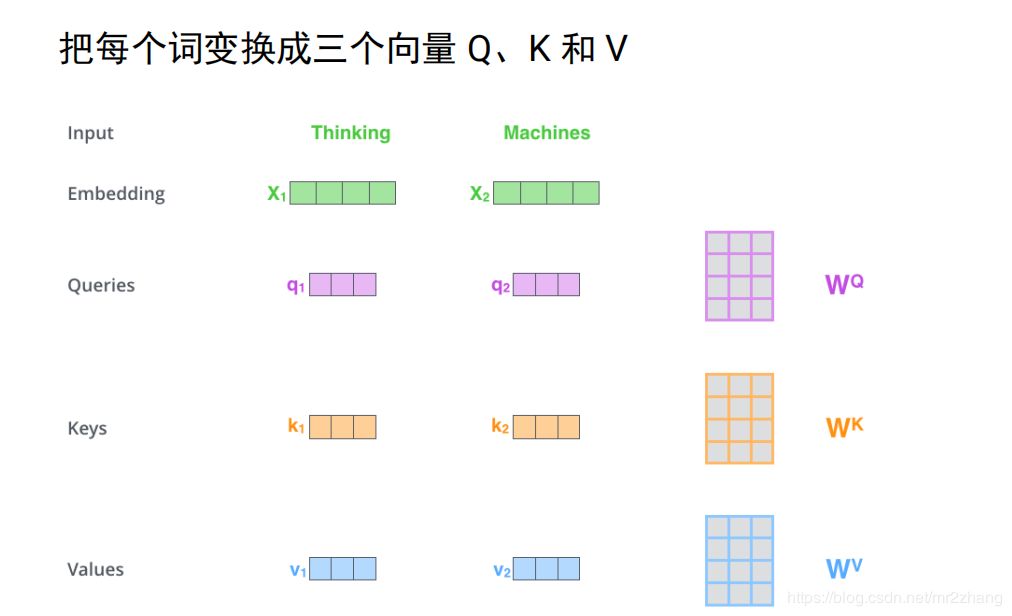 把每个词变换成三个向量 Q、K 和 V
Input Thinking Machines
Embedding X₁ X₂
Queries q₁ q₂ Wᵠ
Keys k₁ k₂ Wᴷ
Values v₁ v₂ Wⱽ
https://blog.csdn.net/mr2zhang